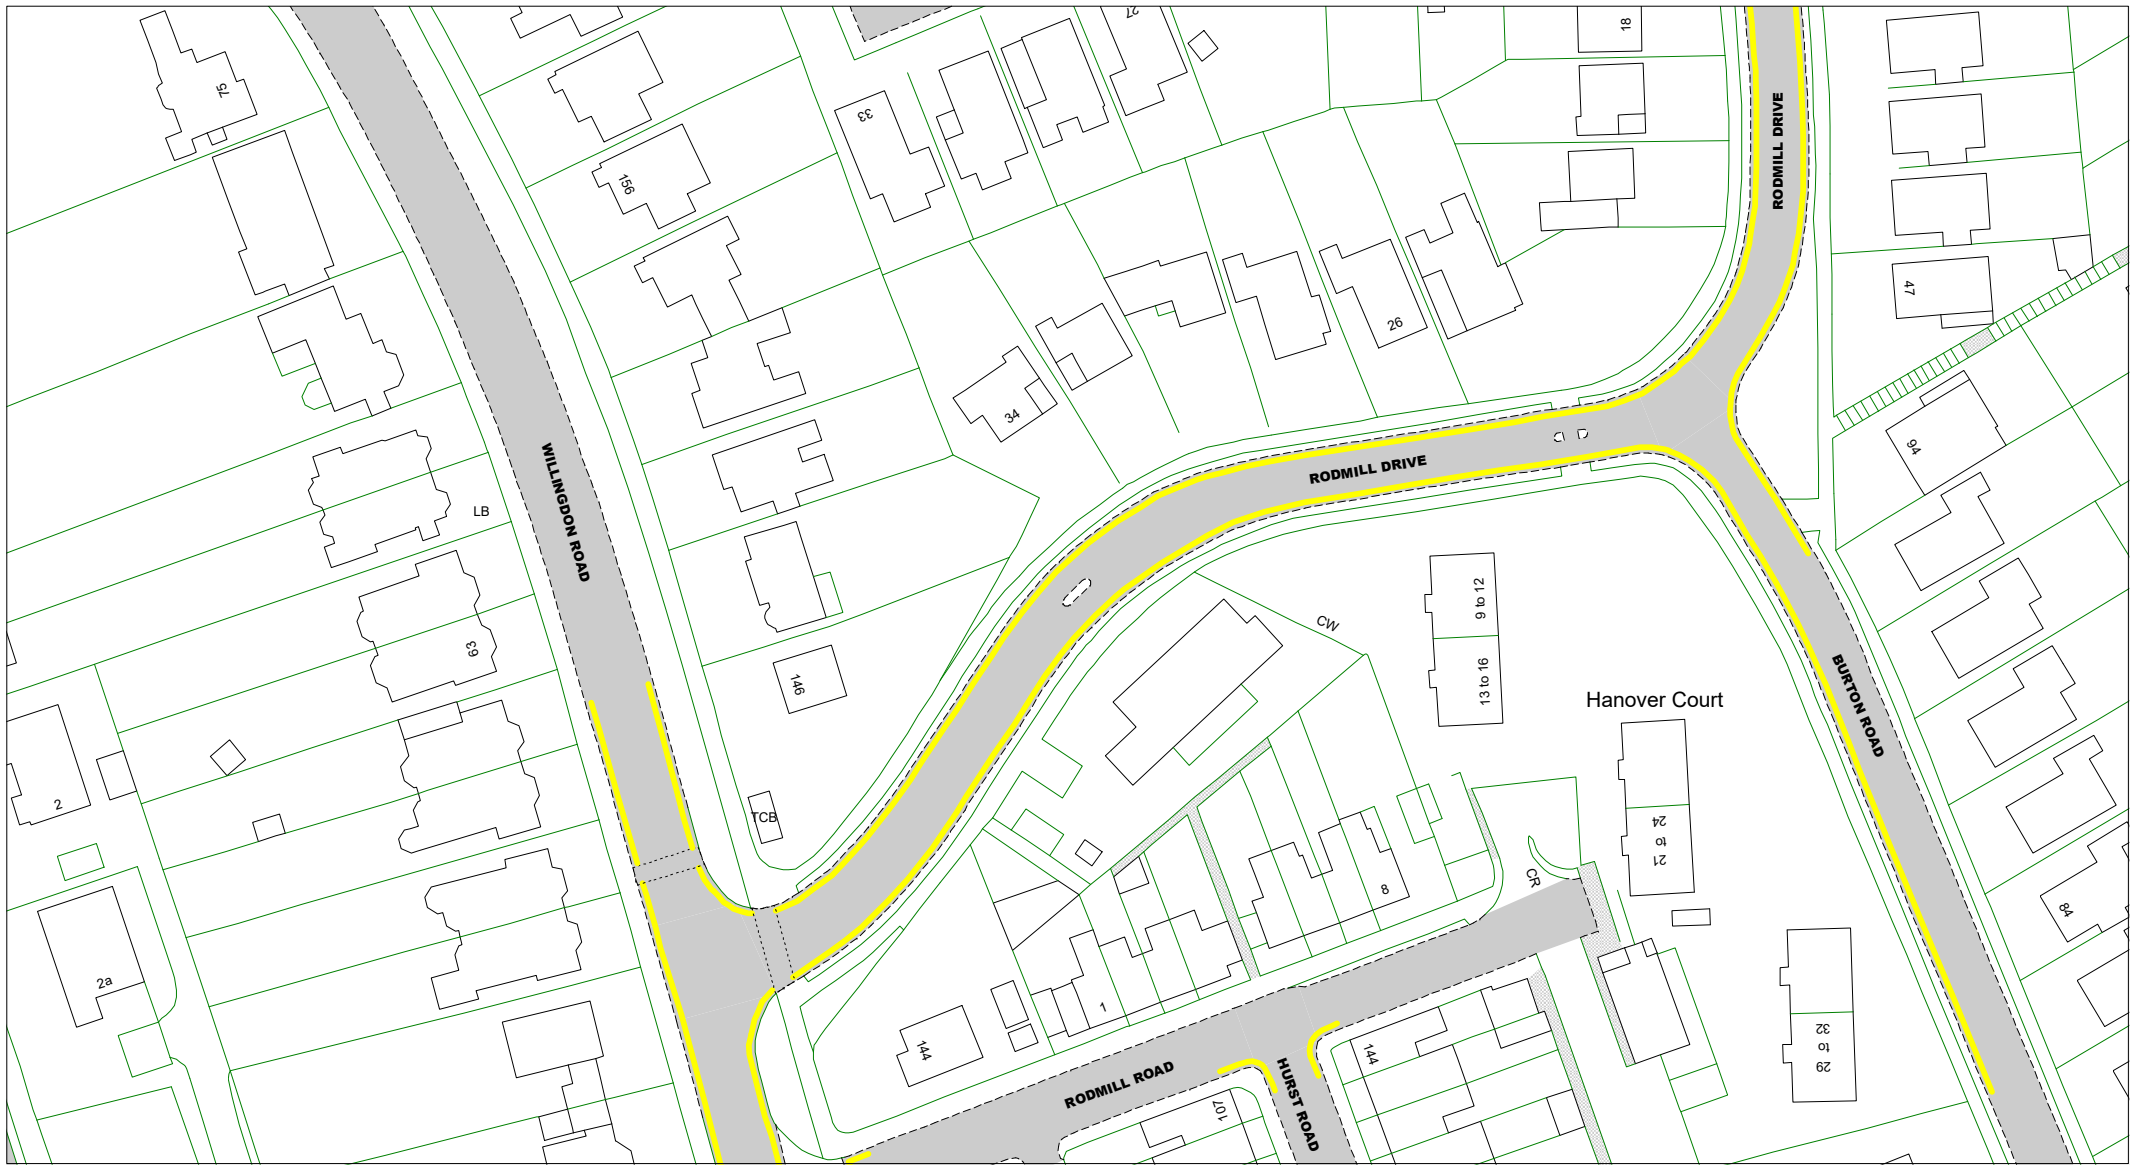 27
18
75
33
RODMILL DRIVE
156
47
26
34
94
RODMILL DRIVE
WILLINGDON ROAD
LB
9 to 12
CW
63
13 to 16
146
BURTON ROAD
Hanover Court
2
TCB
21
to
24
CR
8
84
2a
1
144
144
29
to
32
RODMILL ROAD
HURST ROAD
107